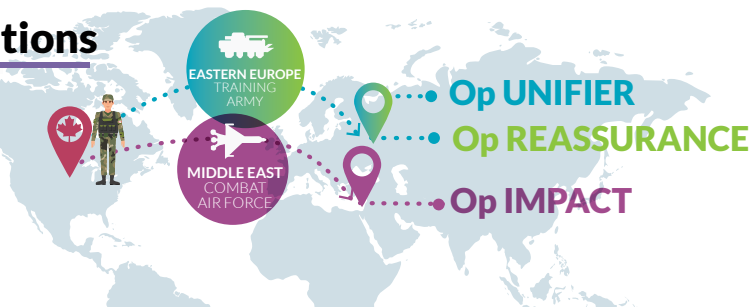 tions
EASTERN EUROPE
TRAINING
ARMY
Op UNIFIER
Op REASSURANCE
MIDDLE EAST
COMBAT
AIR FORCE
Op IMPACT